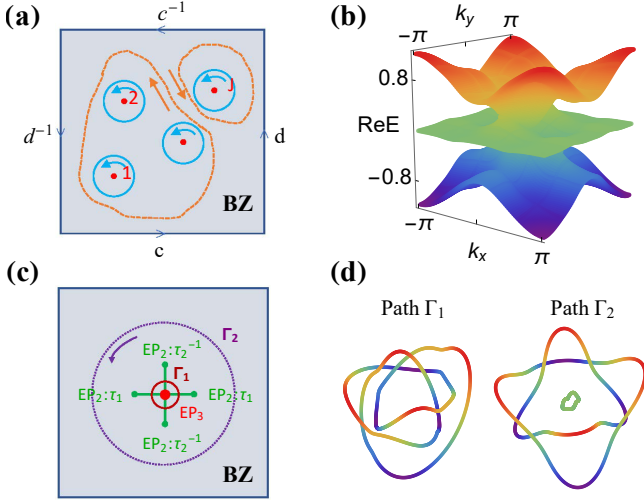 (a)
c⁻¹
2
J
d⁻¹
d
1
BZ
c
(b)
k_y
−π
π
0.8
ReE
−0.8
−π
k_x
π
(c)
Γ₂
EP₂:τ₂⁻¹
Γ₁
EP₂:τ₁
EP₂:τ₁
EP₃
EP₂:τ₂⁻¹
BZ
(d)
Path Γ₁
Path Γ₂